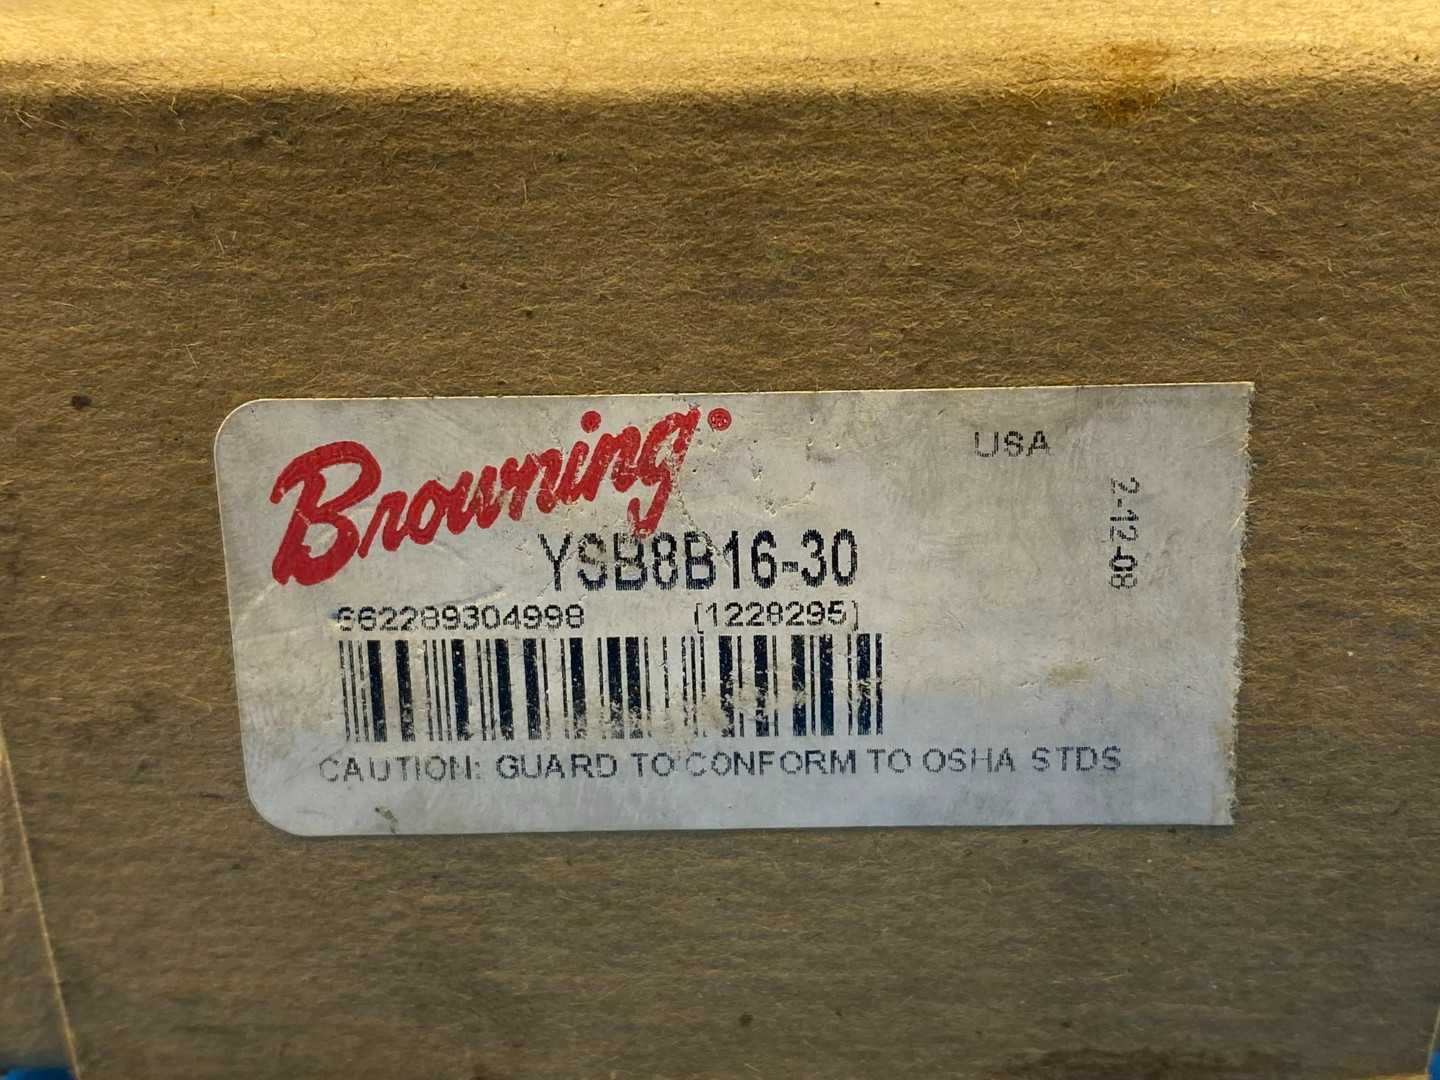 Browning®
USA
2-12-08
YSB8B16-30
662289304998 [1228295]
CAUTION: GUARD TO CONFORM TO OSHA STDS